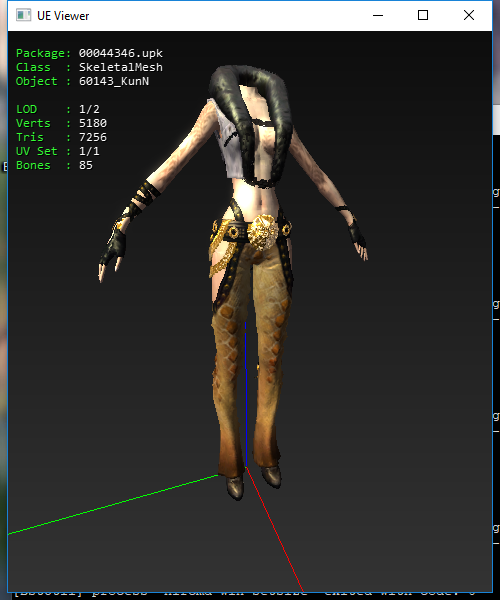 UE Viewer
Package: 00044346.upk
Class : SkeletalMesh
Object : 60143_KunN
LOD : 1/2
Verts : 5180
Tris : 7256
UV Set : 1/1
Bones : 85